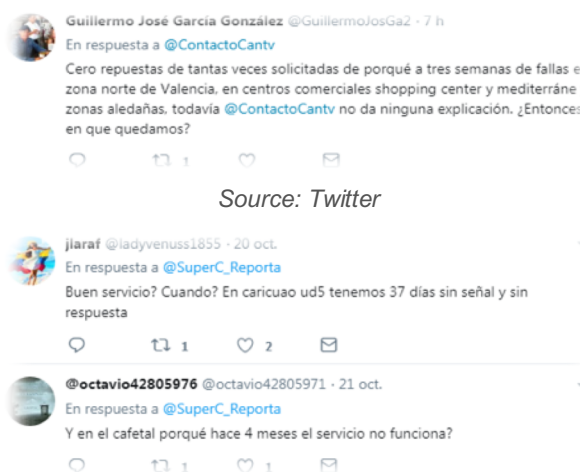 Guillermo José García González @GuillermoJosGa2 · 7 h
En respuesta a @ContactoCantv
Cero repuestas de tantas veces solicitadas de porqué a tres semanas de fallas e
zona norte de Valencia, en centros comerciales shopping center y mediterráne
zonas aledañas, todavía @ContactoCantv no da ninguna explicación. ¿Entonces
en que quedamos?
1
Source: Twitter
jlaraf @ladyvenuss1855 · 20 oct.
En respuesta a @SuperC_Reporta
Buen servicio? Cuando? En caricuao ud5 tenemos 37 días sin señal y sin
respuesta
1 2
@octavio42805976 @octavio42805971 · 21 oct.
En respuesta a @SuperC_Reporta
Y en el cafetal porqué hace 4 meses el servicio no funciona?
1 1